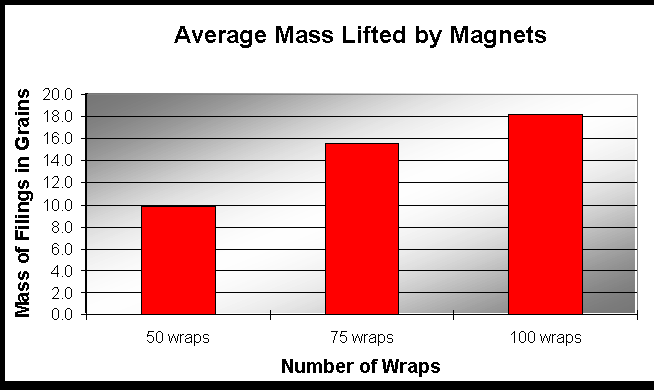 Average Mass Lifted by Magnets
Mass of Filings in Grains
20.0
18.0
16.0
14.0
12.0
10.0
8.0
6.0
4.0
2.0
0.0
50 wraps 75 wraps 100 wraps
Number of Wraps